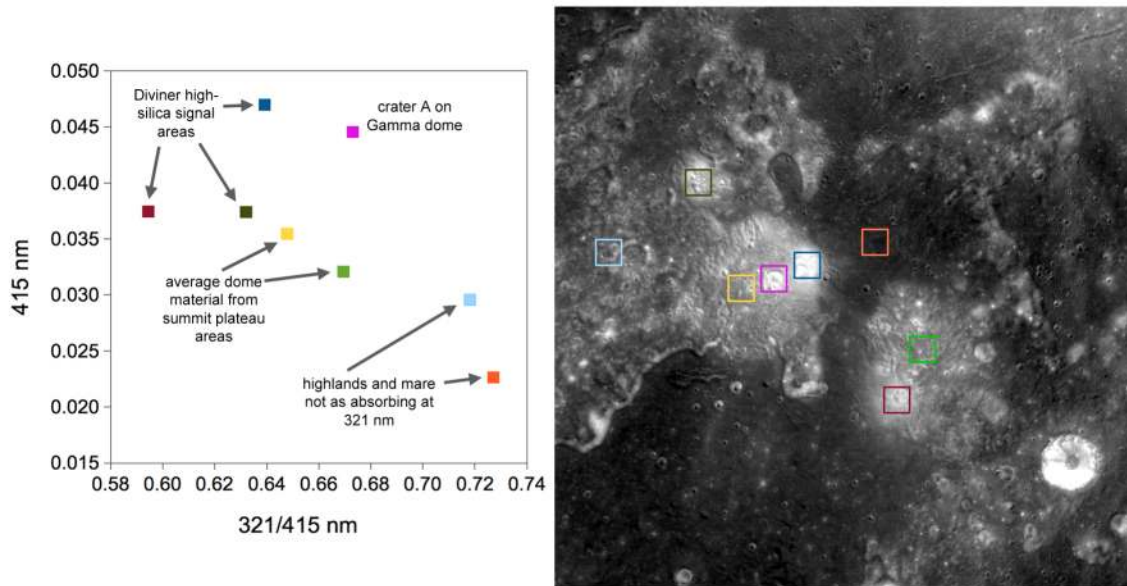 0.050
0.045
0.040
0.035
0.030
0.025
0.020
0.015
415 nm
Diviner high-
silica signal
areas
crater A on
Gamma dome
average dome
material from
summit plateau
areas
highlands and mare
not as absorbing at
321 nm
0.58 0.60 0.62 0.64 0.66 0.68 0.70 0.72 0.74
321/415 nm